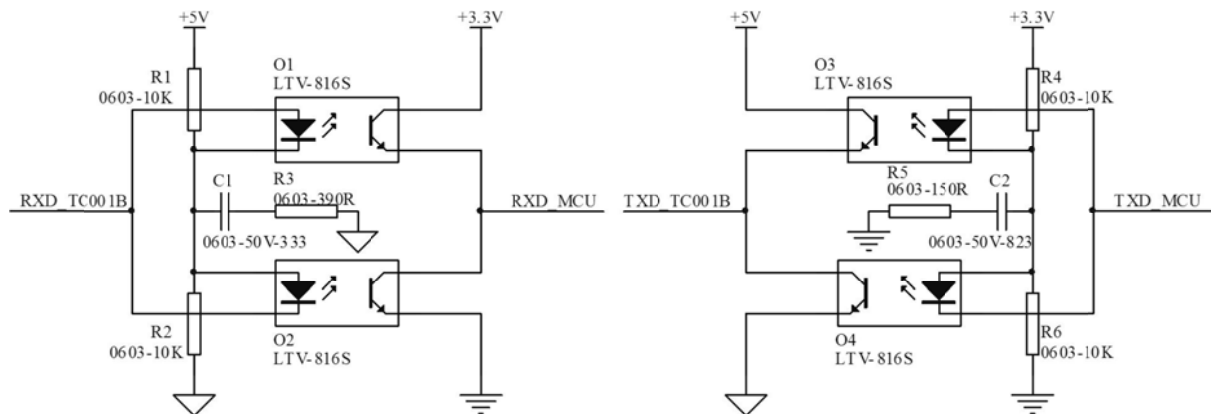 +5V
+3.3V
+5V
+3.3V
O1
LTV-816S
O3
LTV-816S
R1
0603-10K
R4
0603-10K
C1
R3
0603-390R
R5
0603-150R
C2
RXD_TC001B
RXD_MCU
TXD_TC001B
TXD_MCU
0603-50V-333
0603-50V-823
R2
0603-10K
O2
LTV-816S
O4
LTV-816S
R6
0603-10K